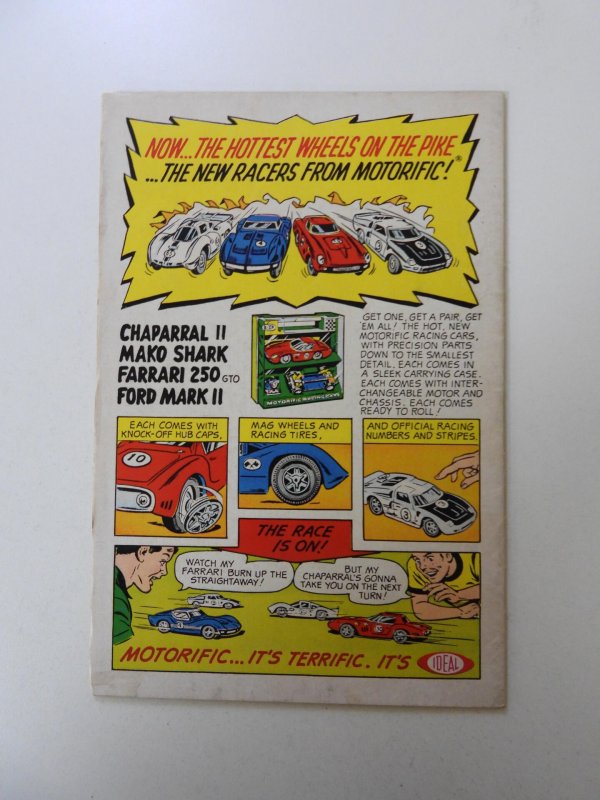 NOW...THE HOTTEST WHEELS ON THE PIKE
...THE NEW RACERS FROM MOTORIFIC!®
CHAPARRAL II
MAKO SHARK
FARRARI 250 GTO
FORD MARK II
MOTORIFIC RACING CARS
GET ONE, GET A PAIR, GET
'EM ALL! THE HOT, NEW
MOTORIFIC RACING CARS,
WITH PRECISION PARTS
DOWN TO THE SMALLEST
DETAIL. EACH COMES IN
A SLEEK CARRYING CASE.
EACH COMES WITH INTER-
CHANGEABLE MOTOR AND
CHASSIS. EACH COMES
READY TO ROLL!
EACH COMES WITH
KNOCK-OFF HUB CAPS,
10
MAG WHEELS AND
RACING TIRES,
AND OFFICIAL RACING
NUMBERS AND STRIPES.
3
THE RACE
IS ON!
WATCH MY
FARRARI BURN UP THE
STRAIGHTAWAY!
BUT MY
CHAPARRAL'S GONNA
TAKE YOU ON THE NEXT
TURN!
MOTORIFIC... IT'S TERRIFIC. IT'S IDEAL